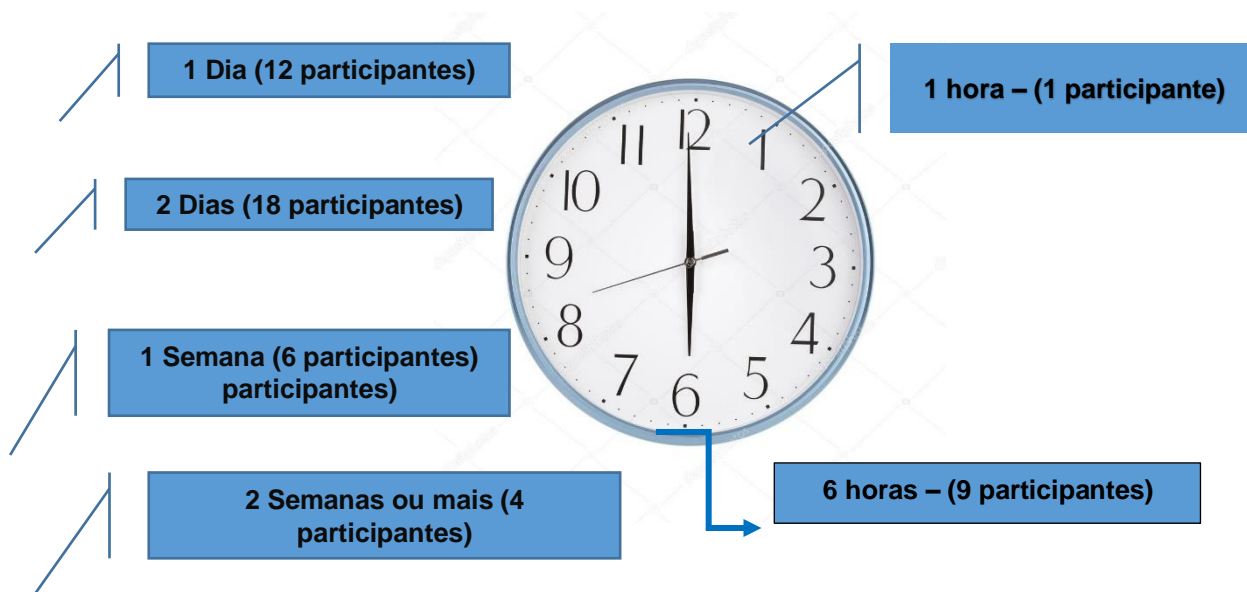 1 Dia (12 participantes)
1 hora – (1 participante)
2 Dias (18 participantes)
1 Semana (6 participantes)
participantes)
2 Semanas ou mais (4
participantes)
6 horas – (9 participantes)
12
1
2
3
4
5
6
7
8
9
10
11